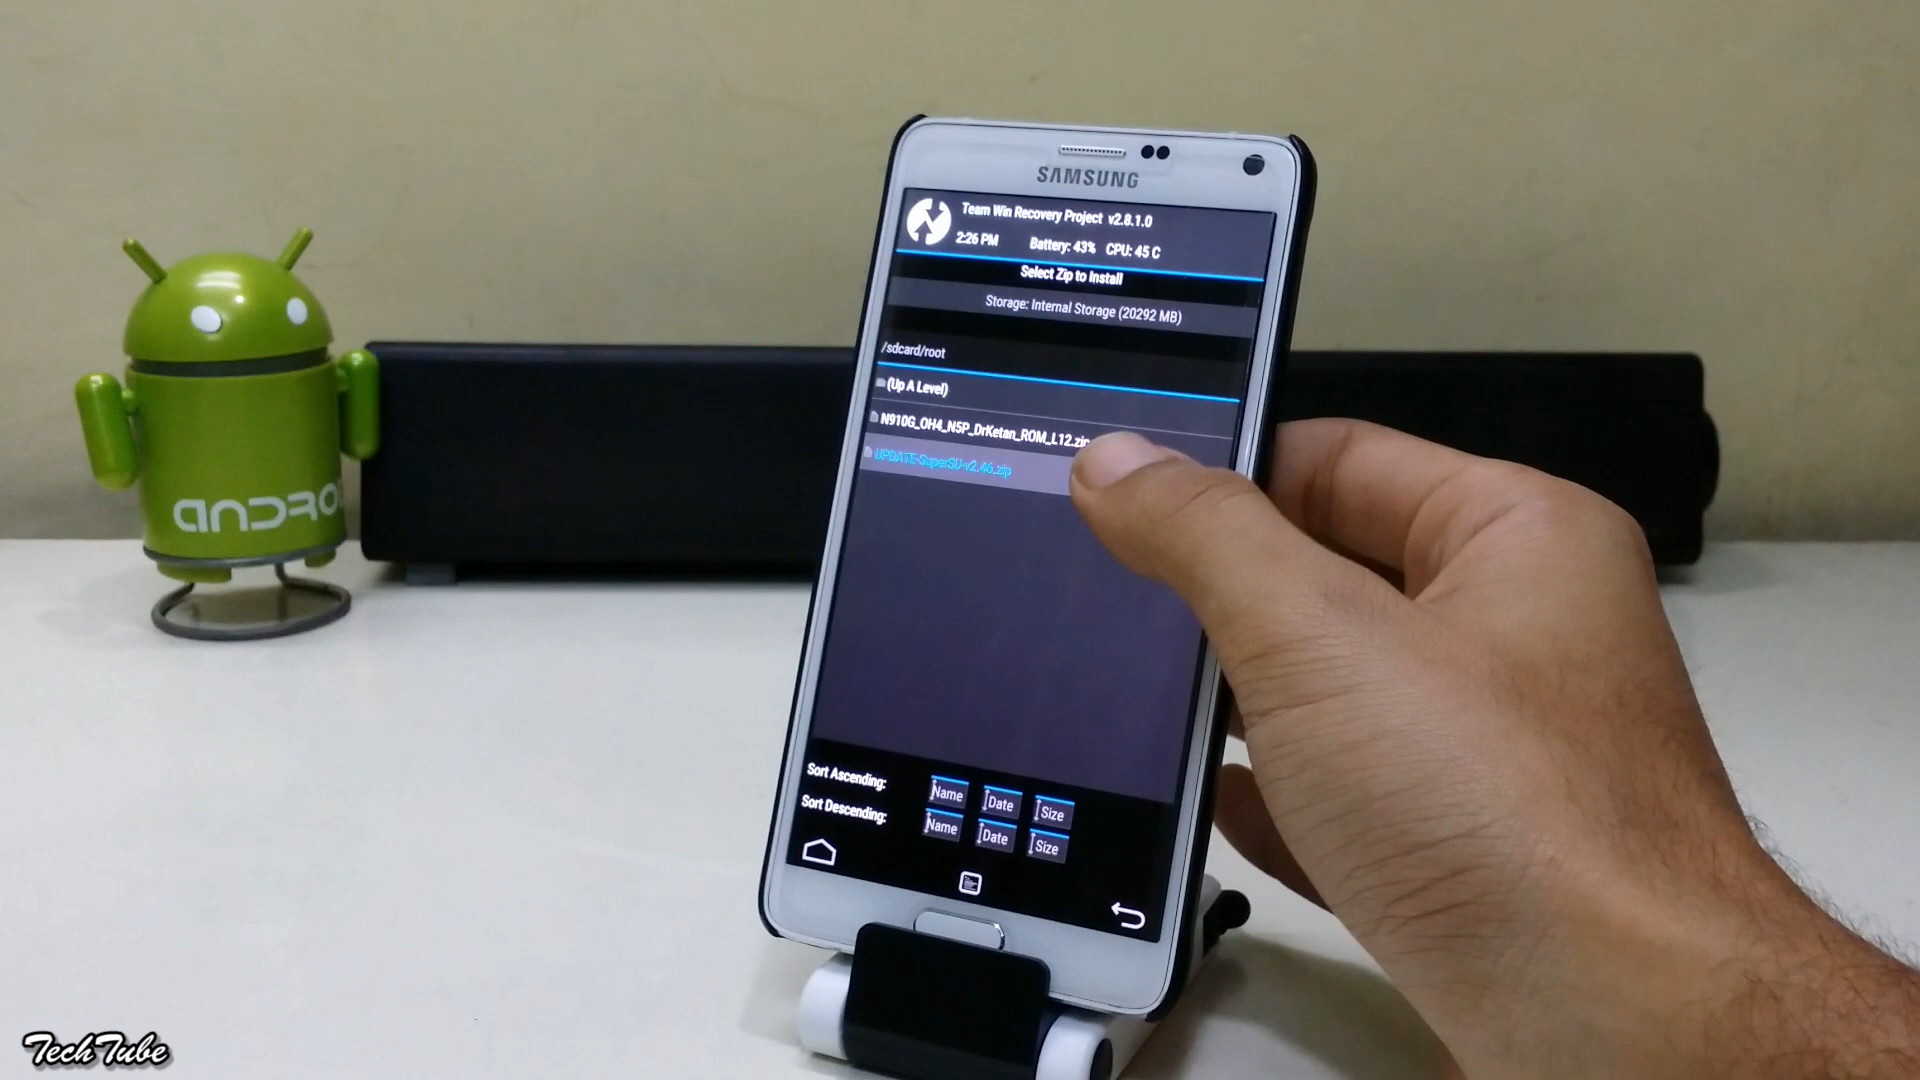 SAMSUNG
Team Win Recovery Project v2.8.1.0
2:26 PM Battery: 43% CPU: 45 C
Select Zip to Install
Storage: Internal Storage (20292 MB)
/sdcard/root
(Up A Level)
N910G_OH4_N5P_DrKetan_ROM_L12.zip
UPDATE-SuperSU-v2.46.zip
Sort Ascending: Name Date Size
Sort Descending: Name Date Size
ANDRO
TechTube